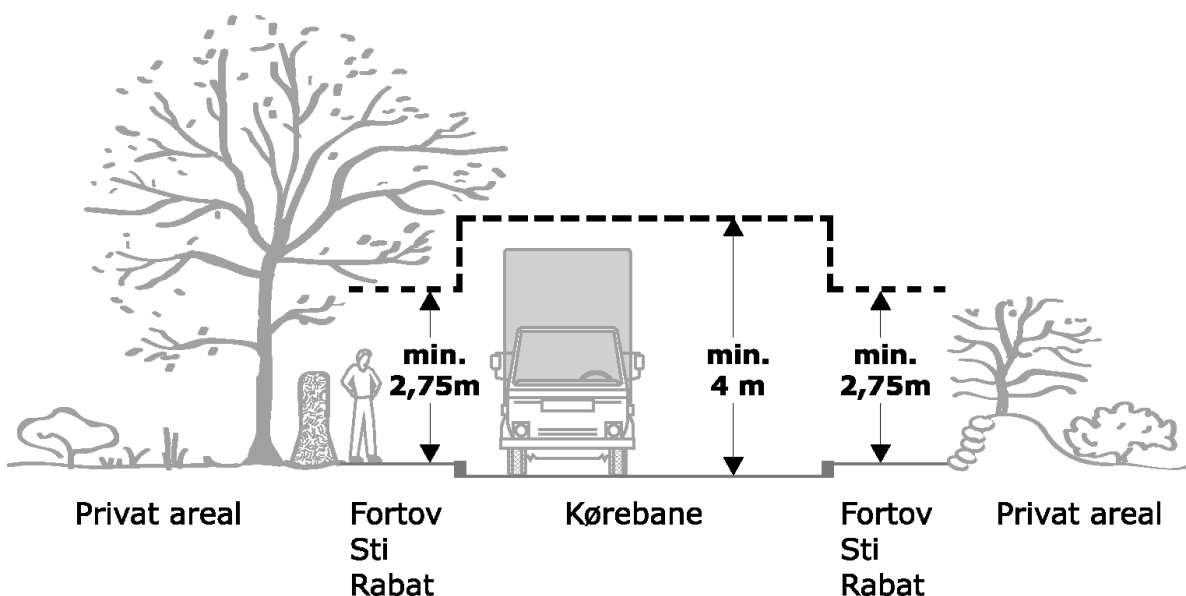 min.
2,75m
min.
4 m
min.
2,75m
Privat areal
Fortov
Sti
Rabat
Kørebane
Fortov
Sti
Rabat
Privat areal